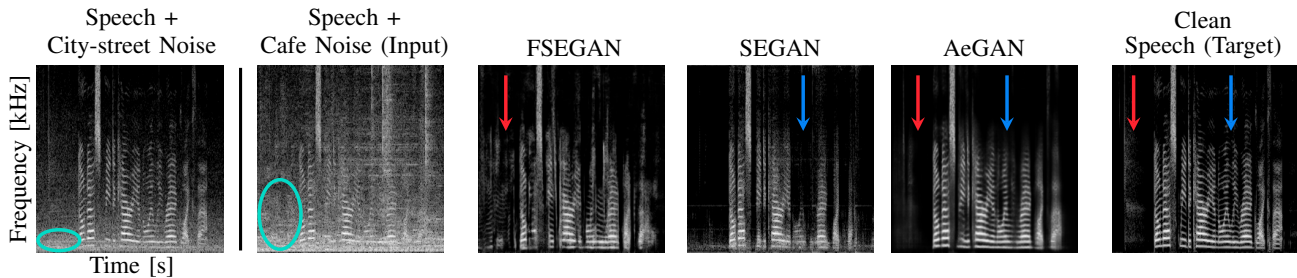 Speech +
City-street Noise
Speech +
Cafe Noise (Input)
FSEGAN
SEGAN
AeGAN
Clean
Speech (Target)
Frequency [kHz]
Time [s]